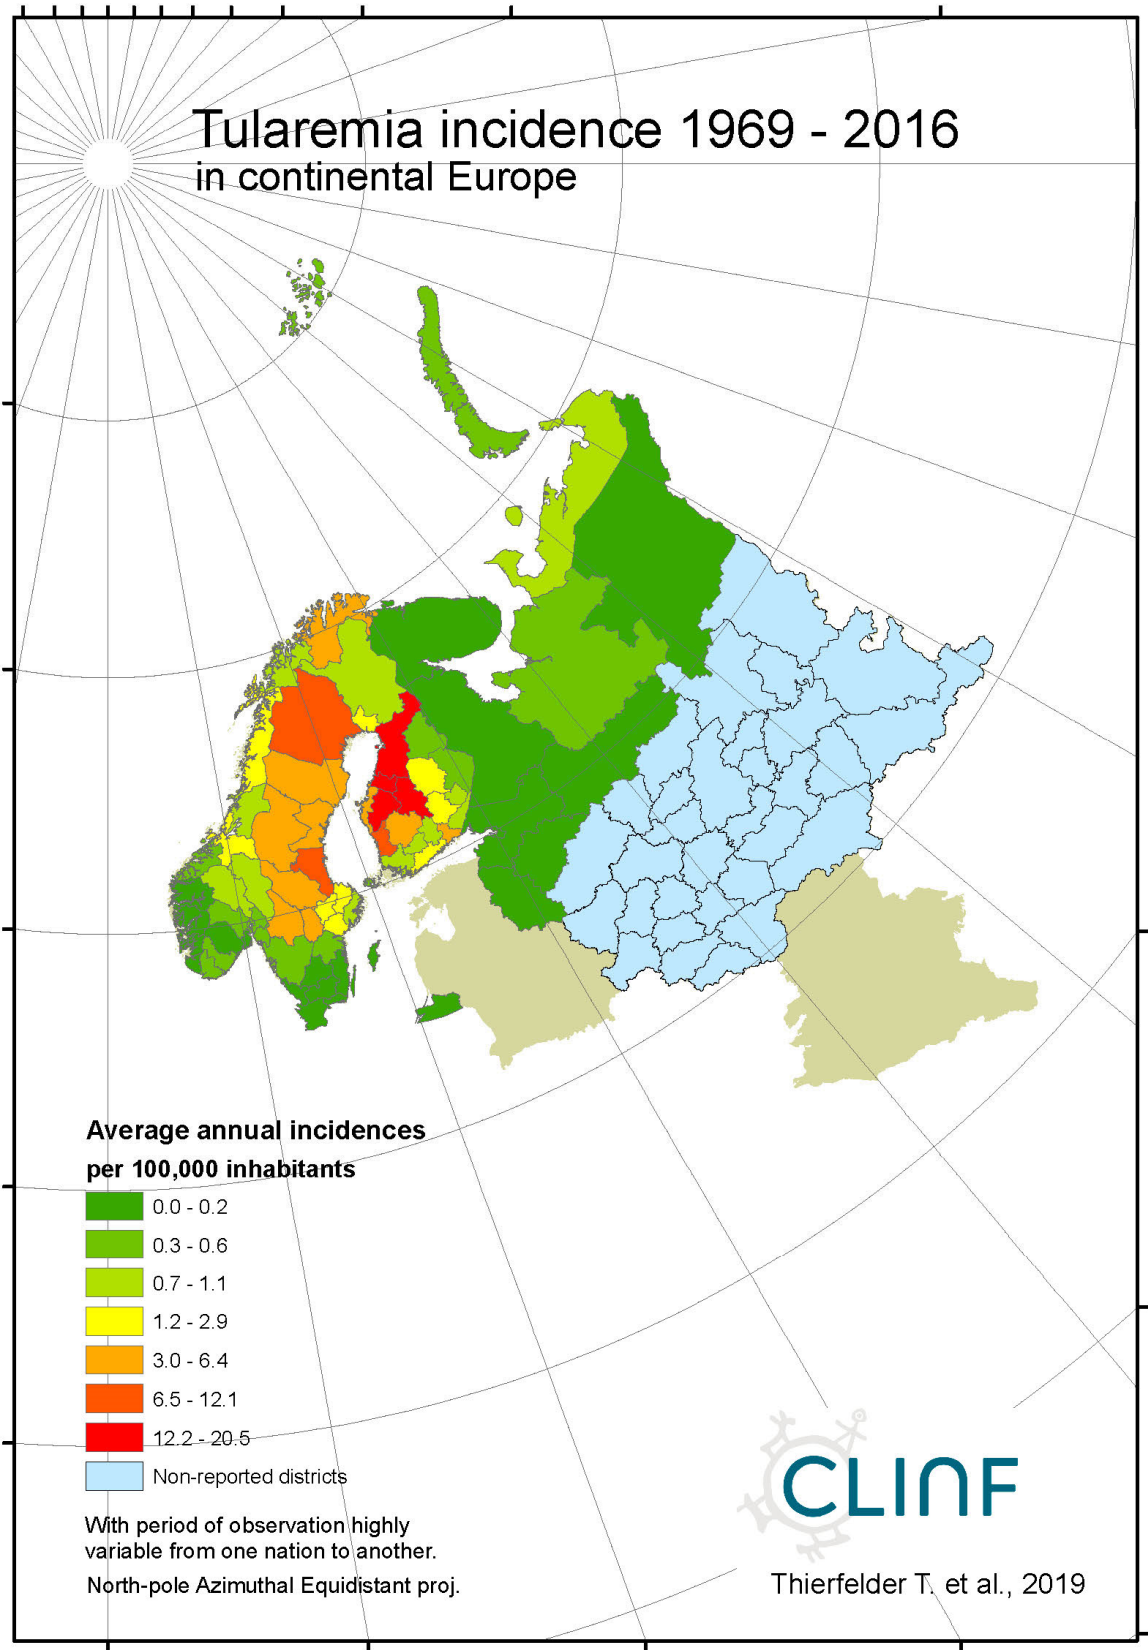 Tularemia incidence 1969 - 2016
in continental Europe
Average annual incidences
per 100,000 inhabitants
0.0 - 0.2
0.3 - 0.6
0.7 - 1.1
1.2 - 2.9
3.0 - 6.4
6.5 - 12.1
12.2 - 20.5
Non-reported districts
With period of observation highly
variable from one nation to another.
North-pole Azimuthal Equidistant proj.
CLINF
Thierfelder T. et al., 2019